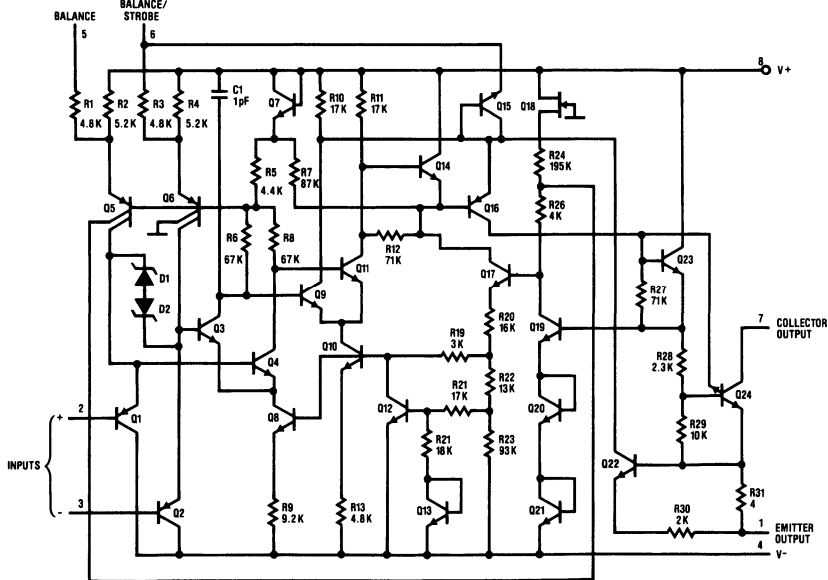 BALANCE/
BALANCE STROBE
5 6
8 V+
R1 R2 R3 R4 C1 Q7 R10 R11 Q15 Q18
4.8K 5.2K 4.8K 5.2K 1pF 17K 17K
Q14 R24
195K
R5 R7
4.4K 87K
Q5 Q6 Q16 R26
4K
R6 R8 R12 Q23
67K 67K 71K
Q11 Q17
D1 R27
71K
D2 Q9
Q3 R20 Q19
16K
R19 3K
Q10 R28
2.3K
7 COLLECTOR
OUTPUT
Q4 R22
13K
R21
17K
Q24
2 + Q1 Q8 Q12 Q20 R29
10K
R21 R23
18K 93K
INPUTS Q22
R9 R13 R31
9.2K 4.8K 4
3 - Q2 Q13 Q21 R30
2K
1 EMITTER
OUTPUT
4 V-